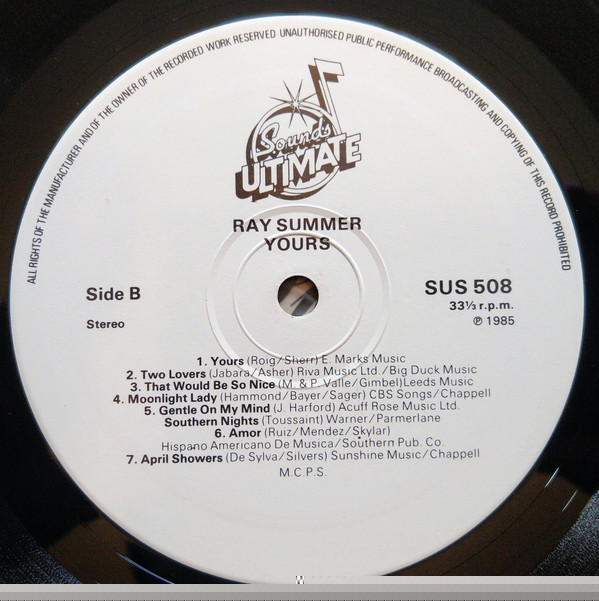 ALL RIGHTS OF THE MANUFACTURER AND OF THE OWNER OF THE RECORDED WORK RESERVED UNAUTHORISED PUBLIC PERFORMANCE BROADCASTING AND COPYING OF THIS RECORD PROHIBITED
Sounds
ULTIMATE
RAY SUMMER
YOURS
Side B
Stereo
SUS 508
33⅓ r.p.m.
℗ 1985
1. Yours (Roig/Sherr) E. Marks Music
2. Two Lovers (Jabara/Asher) Riva Music Ltd./Big Duck Music
3. That Would Be So Nice (M. & P. Valle/Gimbel) Leeds Music
4. Moonlight Lady (Hammond/Bayer/Sager) CBS Songs/Chappell
5. Gentle On My Mind (J. Harford) Acuff Rose Music Ltd.
Southern Nights (Toussaint) Warner/Parmerlane
6. Amor (Ruiz/Mendez/Skylar)
Hispano Americano De Musica/Southern Pub. Co.
7. April Showers (De Sylva/Silvers) Sunshine Music/Chappell
M.C.P.S.